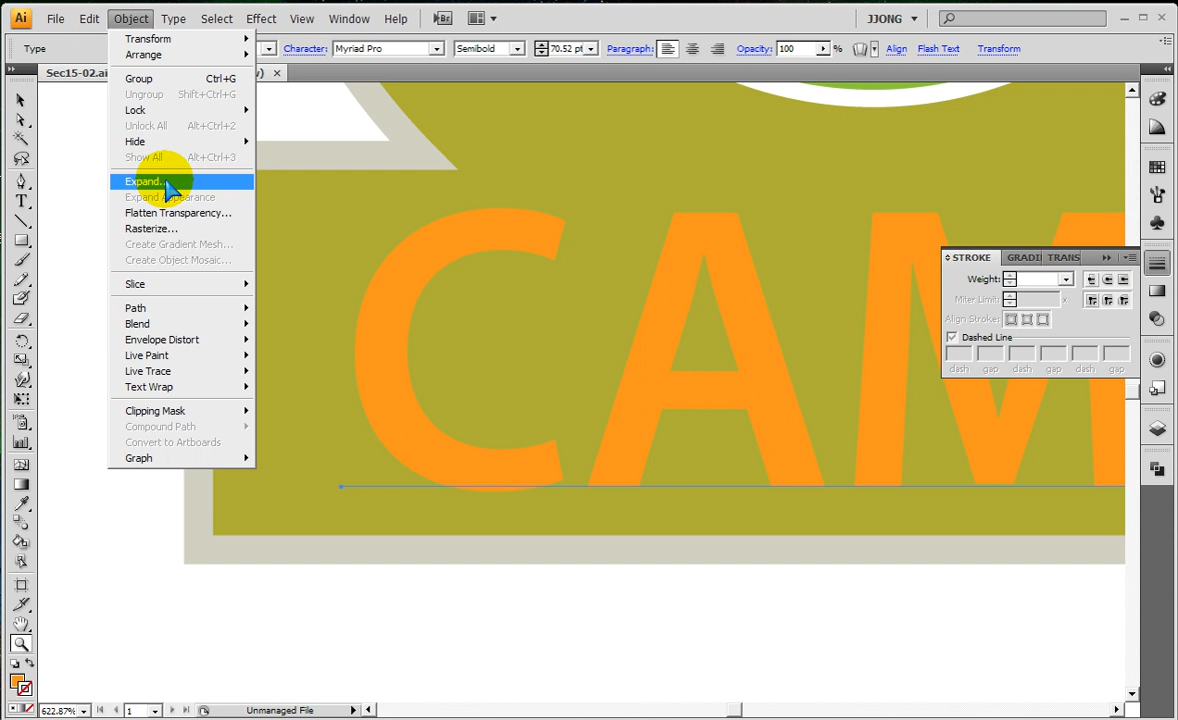 Ai File Edit Object Type Select Effect View Window Help Br JJONG
Type Character: Myriad Pro Semibold 70.52 pt Paragraph: Opacity: 100 % Align Flash Text Transform
Sec15-02.ai
Transform
Arrange
Group Ctrl+G
Ungroup Shift+Ctrl+G
Lock
Unlock All Alt+Ctrl+2
Hide
Show All Alt+Ctrl+3
Expand...
Expand Appearance
Flatten Transparency...
Rasterize...
Create Gradient Mesh...
Create Object Mosaic...
Slice
Path
Blend
Envelope Distort
Live Paint
Live Trace
Text Wrap
Clipping Mask
Compound Path
Convert to Artboards
Graph
CAM
STROKE GRADI TRANS
Weight:
Miter Limit: x
Align Stroke:
Dashed Line
dash gap dash gap dash gap
622.87% 1 Unmanaged File